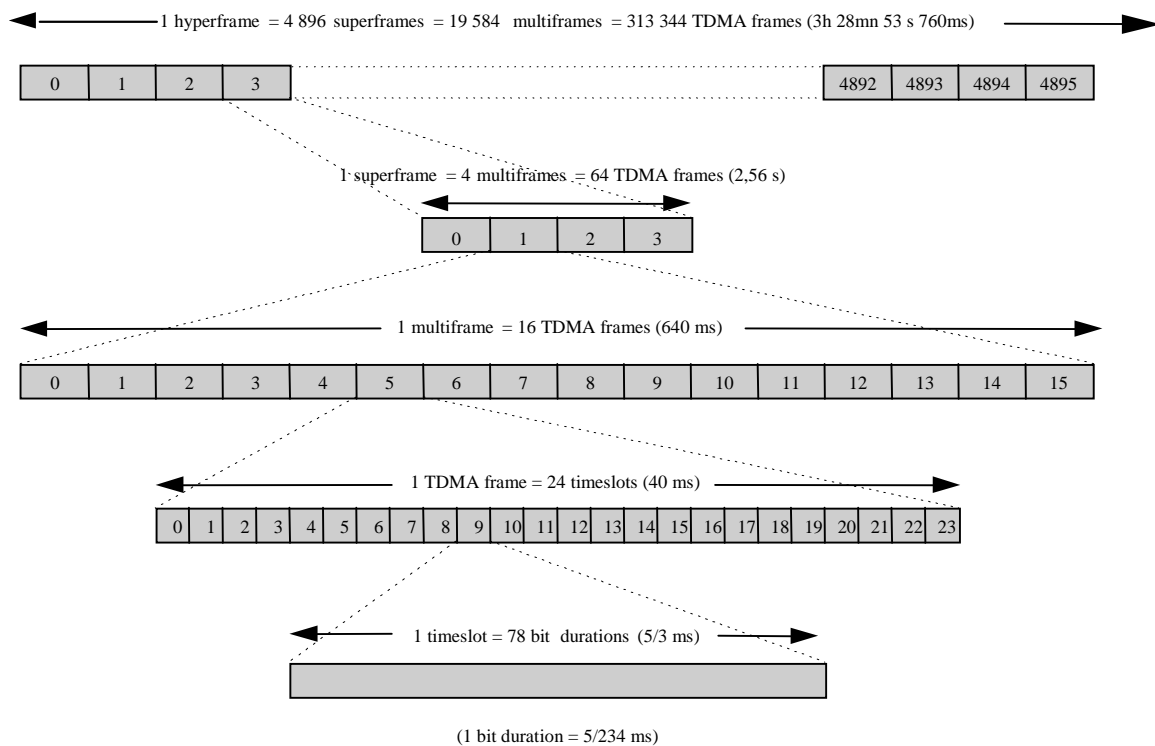 1 hyperframe = 4 896 superframes = 19 584 multiframes = 313 344 TDMA frames (3h 28mn 53 s 760ms)
0 1 2 3 4892 4893 4894 4895
1 superframe = 4 multiframes = 64 TDMA frames (2,56 s)
0 1 2 3
1 multiframe = 16 TDMA frames (640 ms)
0 1 2 3 4 5 6 7 8 9 10 11 12 13 14 15
1 TDMA frame = 24 timeslots (40 ms)
0 1 2 3 4 5 6 7 8 9 10 11 12 13 14 15 16 17 18 19 20 21 22 23
1 timeslot = 78 bit durations (5/3 ms)
(1 bit duration = 5/234 ms)